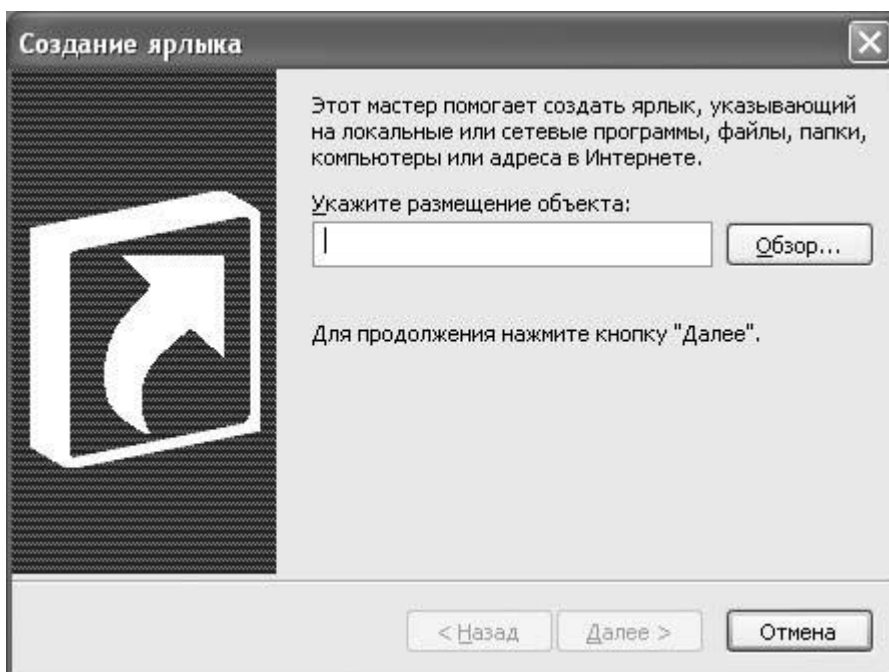 Создание ярлыка
Этот мастер помогает создать ярлык, указывающий
на локальные или сетевые программы, файлы, папки,
компьютеры или адреса в Интернете.
Укажите размещение объекта:
Обзор...
Для продолжения нажмите кнопку "Далее".
< Назад Далее > Отмена